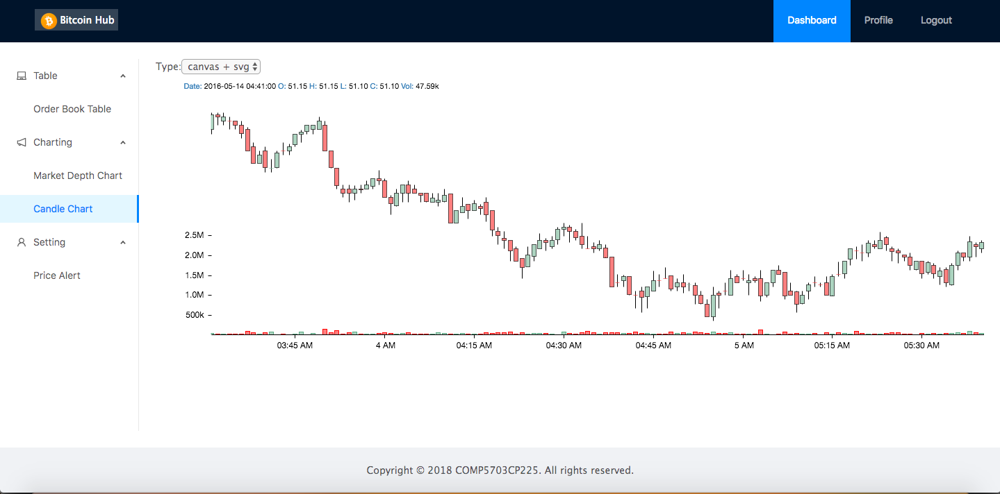 Bitcoin Hub
Dashboard
Profile
Logout
Table
Order Book Table
Charting
Market Depth Chart
Candle Chart
Setting
Price Alert
Type: canvas + svg
Date: 2016-05-14 04:41:00 O: 51.15 H: 51.15 L: 51.10 C: 51.10 Vol: 47.59k
2.5M
2.0M
1.5M
1.0M
500k
03:45 AM 4 AM 04:15 AM 04:30 AM 04:45 AM 5 AM 05:15 AM 05:30 AM
Copyright © 2018 COMP5703CP225. All rights reserved.